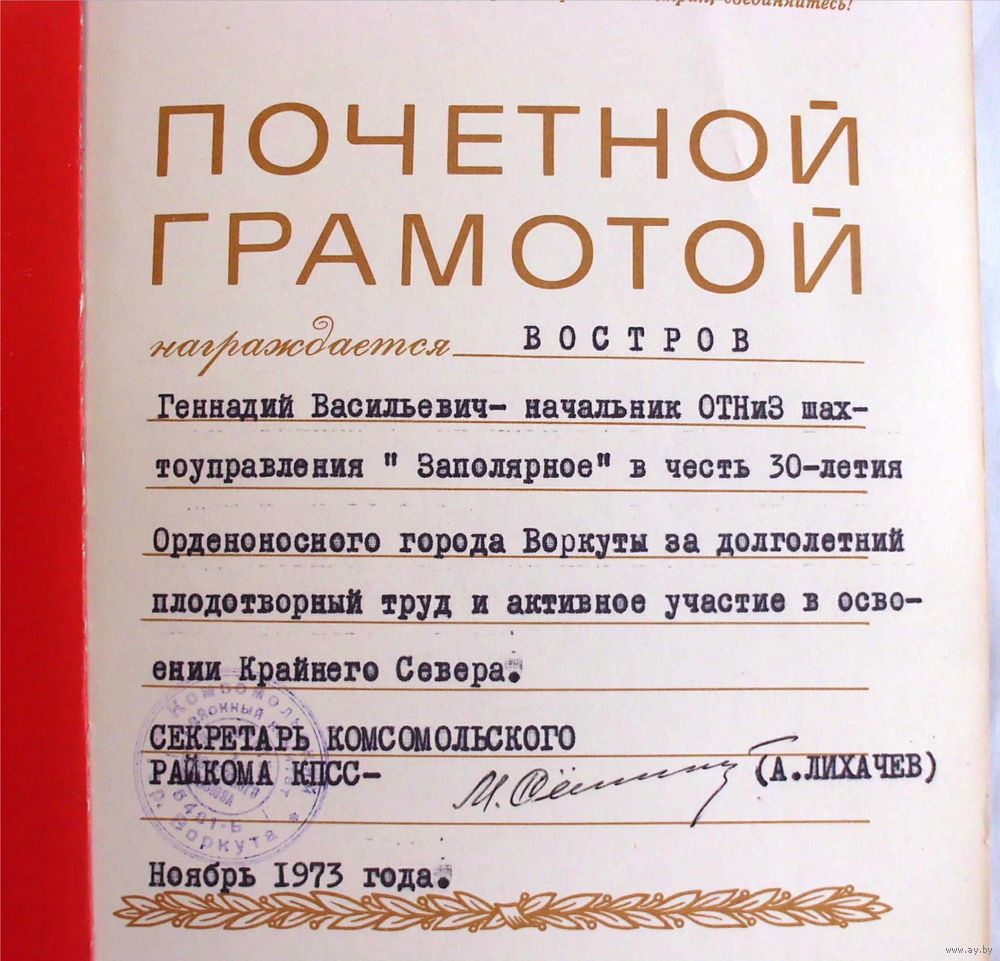 соединяйтесь!
ПОЧЕТНОЙ
ГРАМОТОЙ
награждается ВОСТРОВ
Геннадий Васильевич- начальник ОТНиЗ шах-
тоуправления " Заполярное" в честь 30-летия
Орденоносного города Воркуты за долголетний
плодотворный труд и активное участие в осво-
ении Крайнего Севера.
СЕКРЕТАРЬ КОМСОМОЛЬСКОГО
РАЙКОМА КПСС- (А.ЛИХАЧЕВ)
Воркута
Ноябрь 1973 года.
www.ay.by